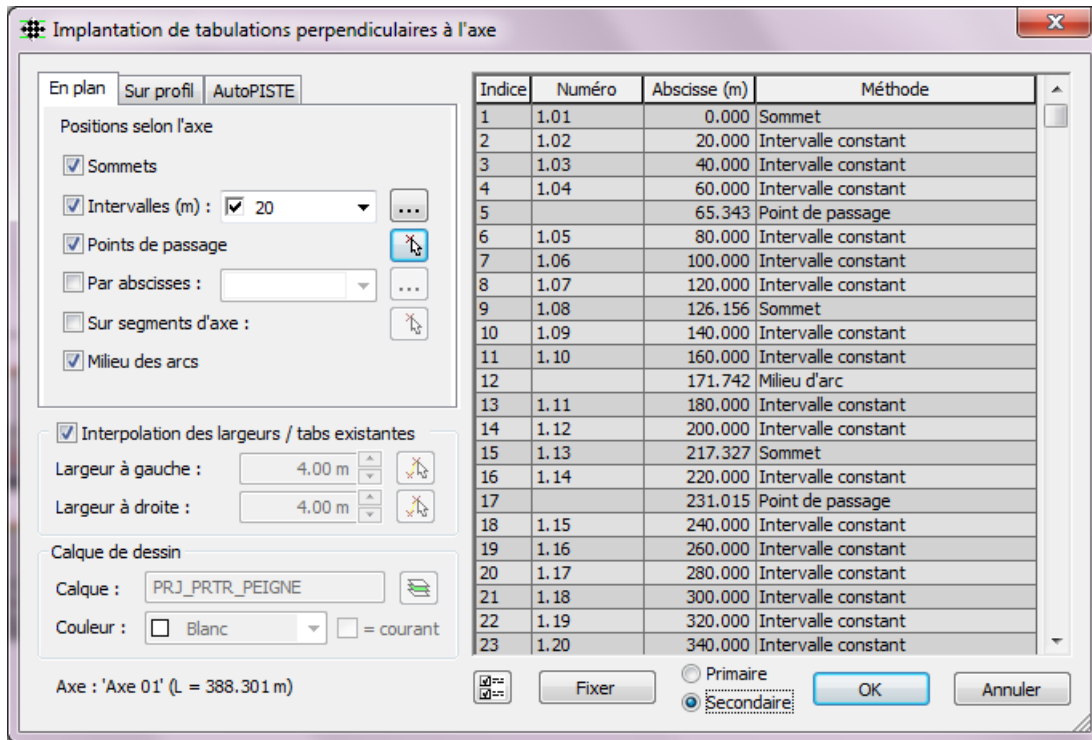 Implantation de tabulations perpendiculaires à l'axe
En plan Sur profil AutoPISTE
Positions selon l'axe
Sommets
Intervalles (m) : 20 ...
Points de passage
Par abscisses : ...
Sur segments d'axe :
Milieu des arcs
Interpolation des largeurs / tabs existantes
Largeur à gauche : 4.00 m
Largeur à droite : 4.00 m
Calque de dessin
Calque : PRJ_PRTR_PEIGNE
Couleur : Blanc = courant
Axe : 'Axe 01' (L = 388.301 m)
Indice Numéro Abscisse (m) Méthode
1 1.01 0.000 Sommet
2 1.02 20.000 Intervalle constant
3 1.03 40.000 Intervalle constant
4 1.04 60.000 Intervalle constant
5 65.343 Point de passage
6 1.05 80.000 Intervalle constant
7 1.06 100.000 Intervalle constant
8 1.07 120.000 Intervalle constant
9 1.08 126.156 Sommet
10 1.09 140.000 Intervalle constant
11 1.10 160.000 Intervalle constant
12 171.742 Milieu d'arc
13 1.11 180.000 Intervalle constant
14 1.12 200.000 Intervalle constant
15 1.13 217.327 Sommet
16 1.14 220.000 Intervalle constant
17 231.015 Point de passage
18 1.15 240.000 Intervalle constant
19 1.16 260.000 Intervalle constant
20 1.17 280.000 Intervalle constant
21 1.18 300.000 Intervalle constant
22 1.19 320.000 Intervalle constant
23 1.20 340.000 Intervalle constant
Fixer
Primaire
Secondaire
OK
Annuler